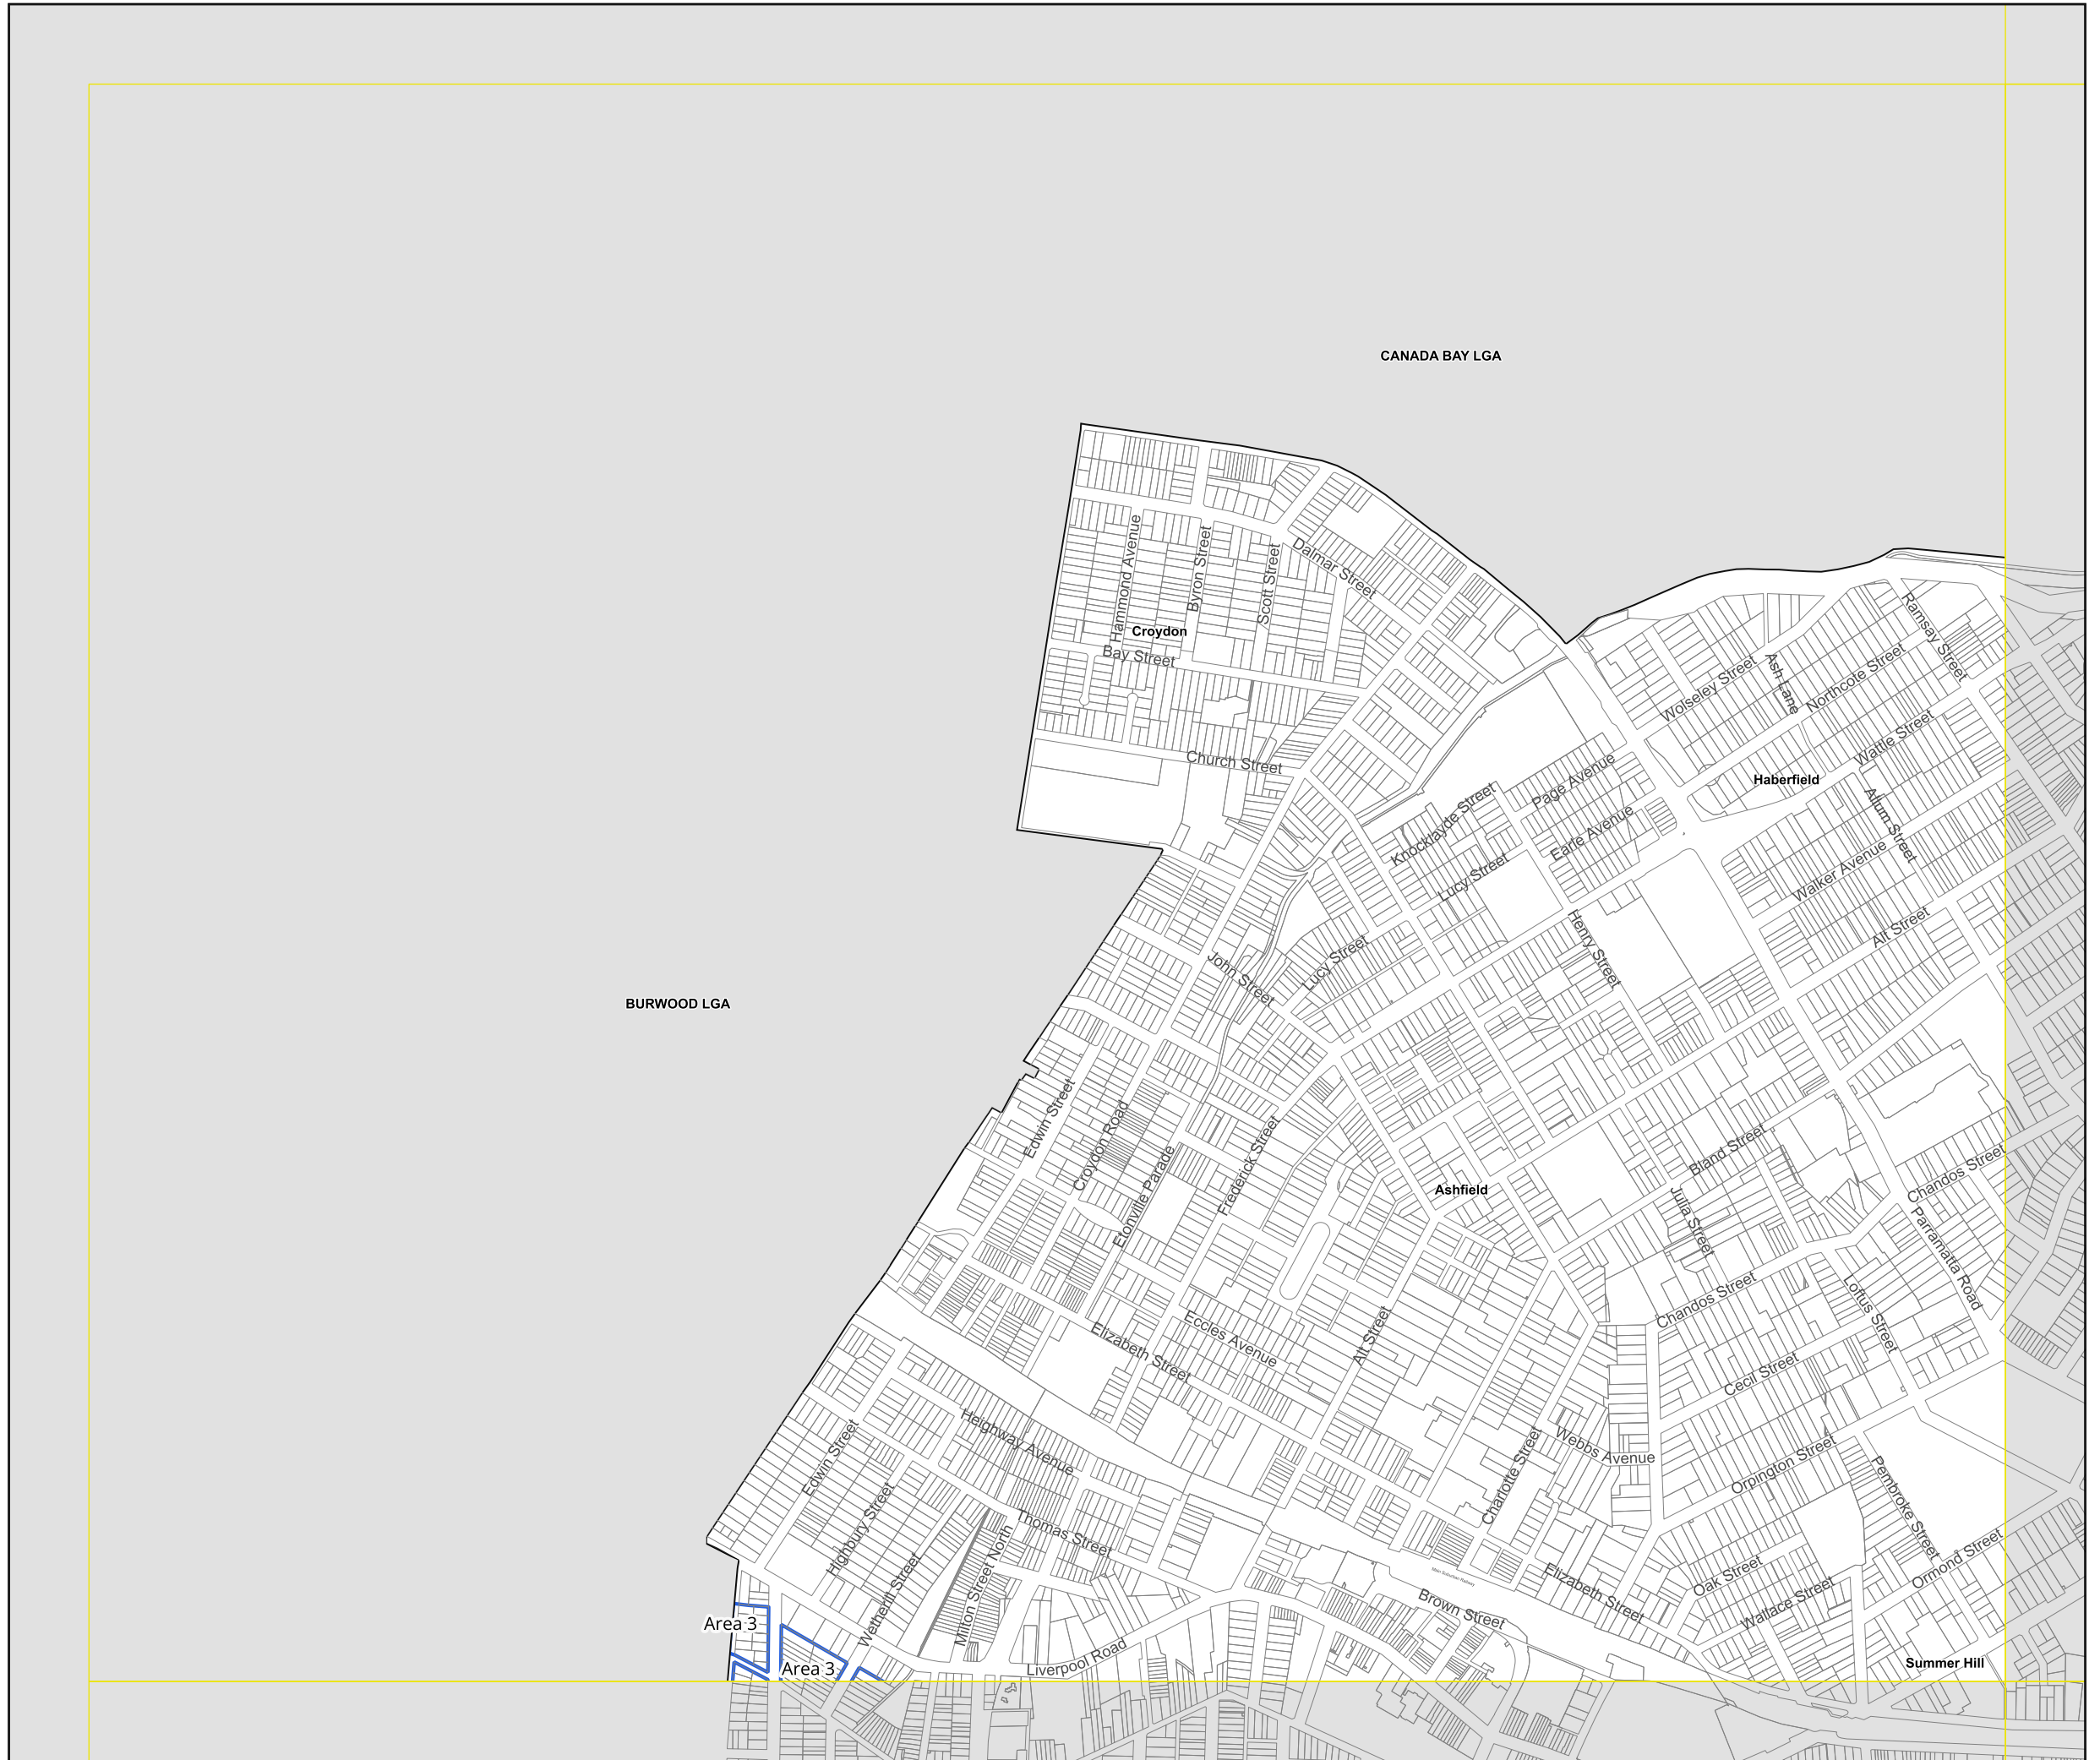 CANADA BAY LGA
Hammond Avenue
Byron Street
Scott Street
Dalmar Street
Croydon
Bay Street
Ramsay Street
Wolseley Street
Ash Lane
Northcote Street
Wattle Street
Church Street
Haberfield
Knocklayde Street
Page Avenue
Earle Avenue
Lucy Street
Allum Street
Walker Avenue
Alt Street
Henry Street
John Street
Lucy Street
BURWOOD LGA
Edwin Street
Croydon Road
Etonville Parade
Frederick Street
Bland Street
Chandos Street
Ashfield
Julia Street
Parramatta Road
Chandos Street
Loftus Street
Elizabeth Street
Eccles Avenue
Alt Street
Cecil Street
Heighway Avenue
Edwin Street
Charlotte Street
Webbs Avenue
Orpington Street
Pembroke Street
Highbury Street
Thomas Street
Milton Street North
Wetherill Street
Main Suburban Railway
Elizabeth Street
Oak Street
Ormond Street
Brown Street
Wallace Street
Area 3
Area 3
Liverpool Road
Summer Hill